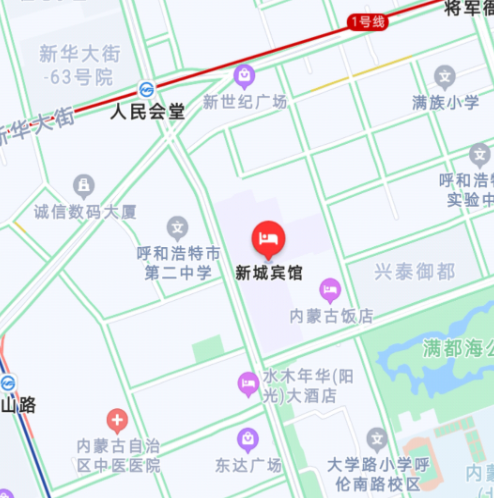 将军衙
1号线
新华大街
-63号院
新世纪广场
满族小学
人民会堂
新华大街
呼和浩特
实验中
诚信数码大厦
呼和浩特市
第二中学
新城宾馆
兴泰御都
内蒙古饭店
满都海公
水木年华(阳
光)大酒店
山路
内蒙古自治
区中医医院
东达广场
大学路小学呼
伦南路校区
内蒙古